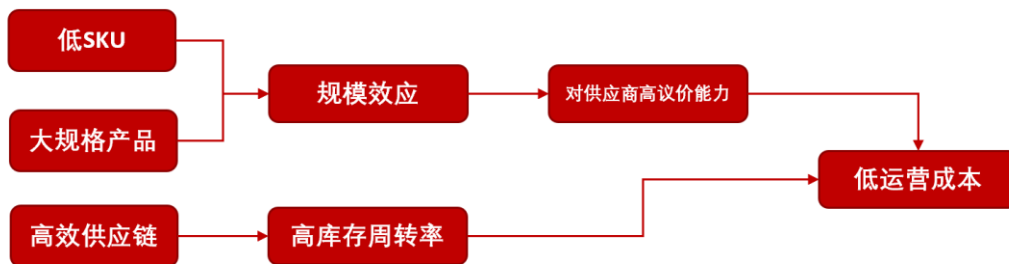 低SKU
规模效应
对供应商高议价能力
大规格产品
低运营成本
高效供应链
高库存周转率